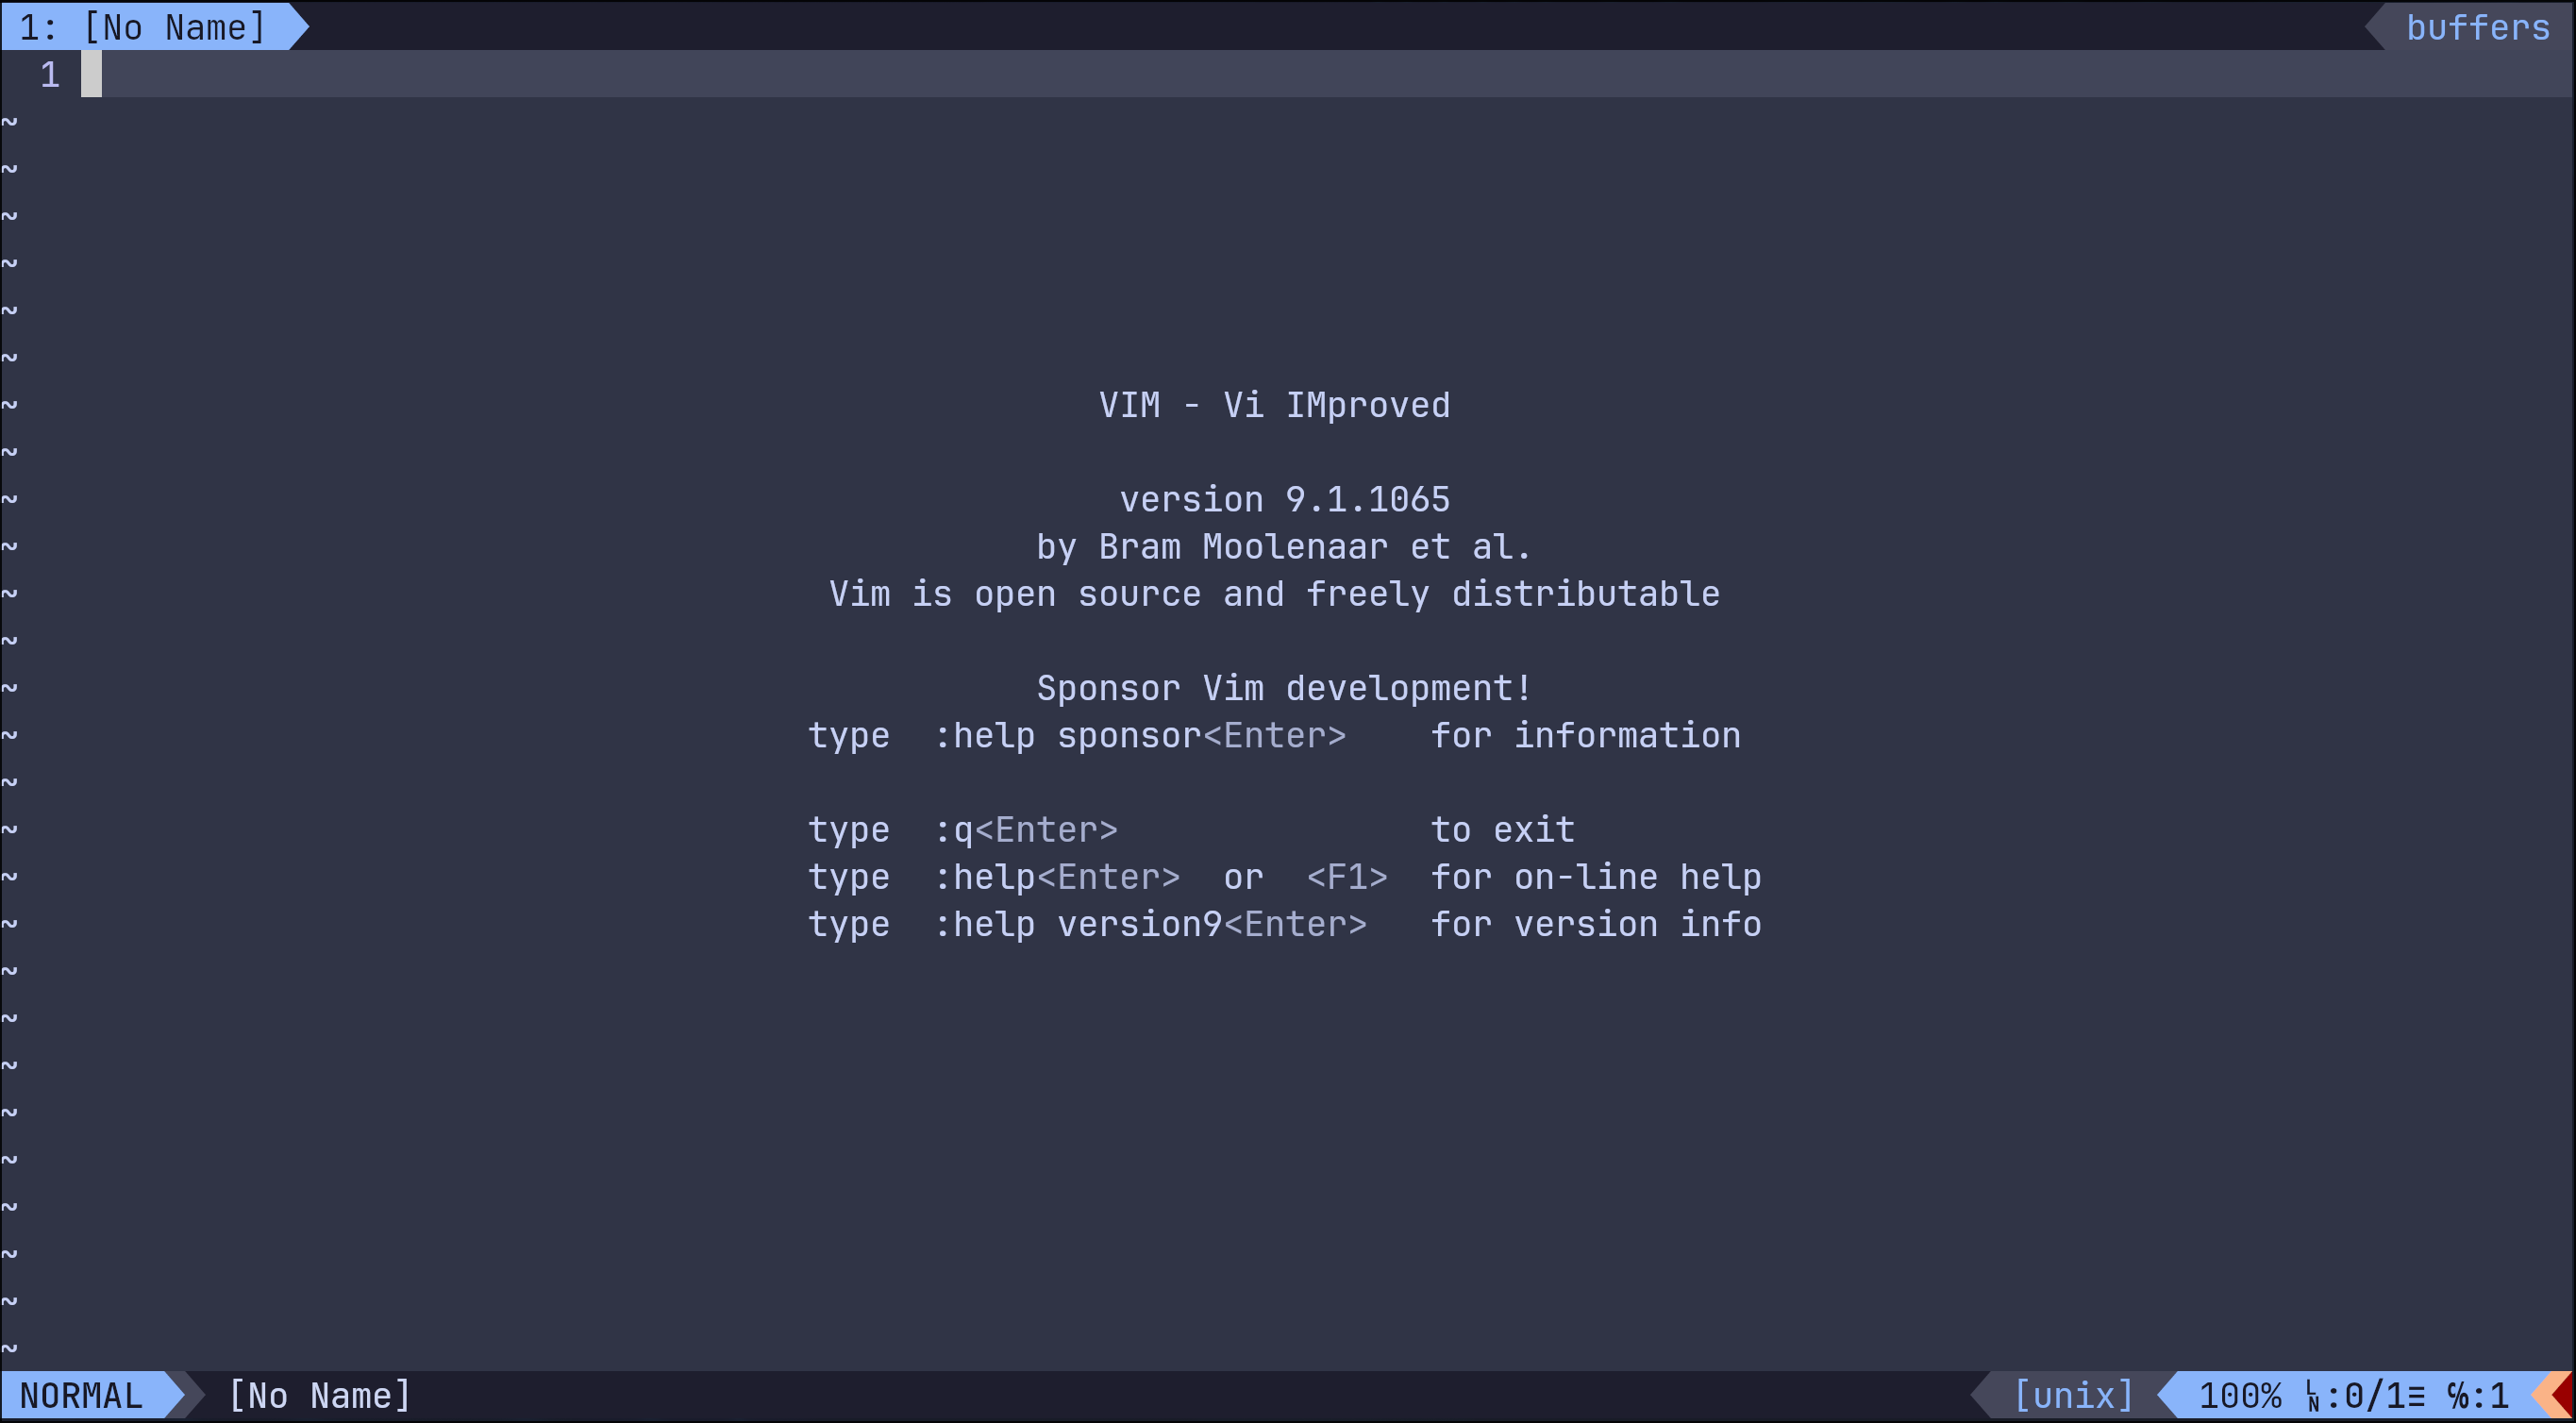 1: [No Name] buffers
1
~
~
~
~
~
~
~ VIM - Vi IMproved
~
~ version 9.1.1065
~ by Bram Moolenaar et al.
~ Vim is open source and freely distributable
~
~ Sponsor Vim development!
~ type :help sponsor<Enter> for information
~
~ type :q<Enter> to exit
~ type :help<Enter> or <F1> for on-line help
~ type :help version9<Enter> for version info
~
~
~
~
~
~
~
~
~
NORMAL [No Name] [unix] 100% ␤:0/1≡ ℅:1